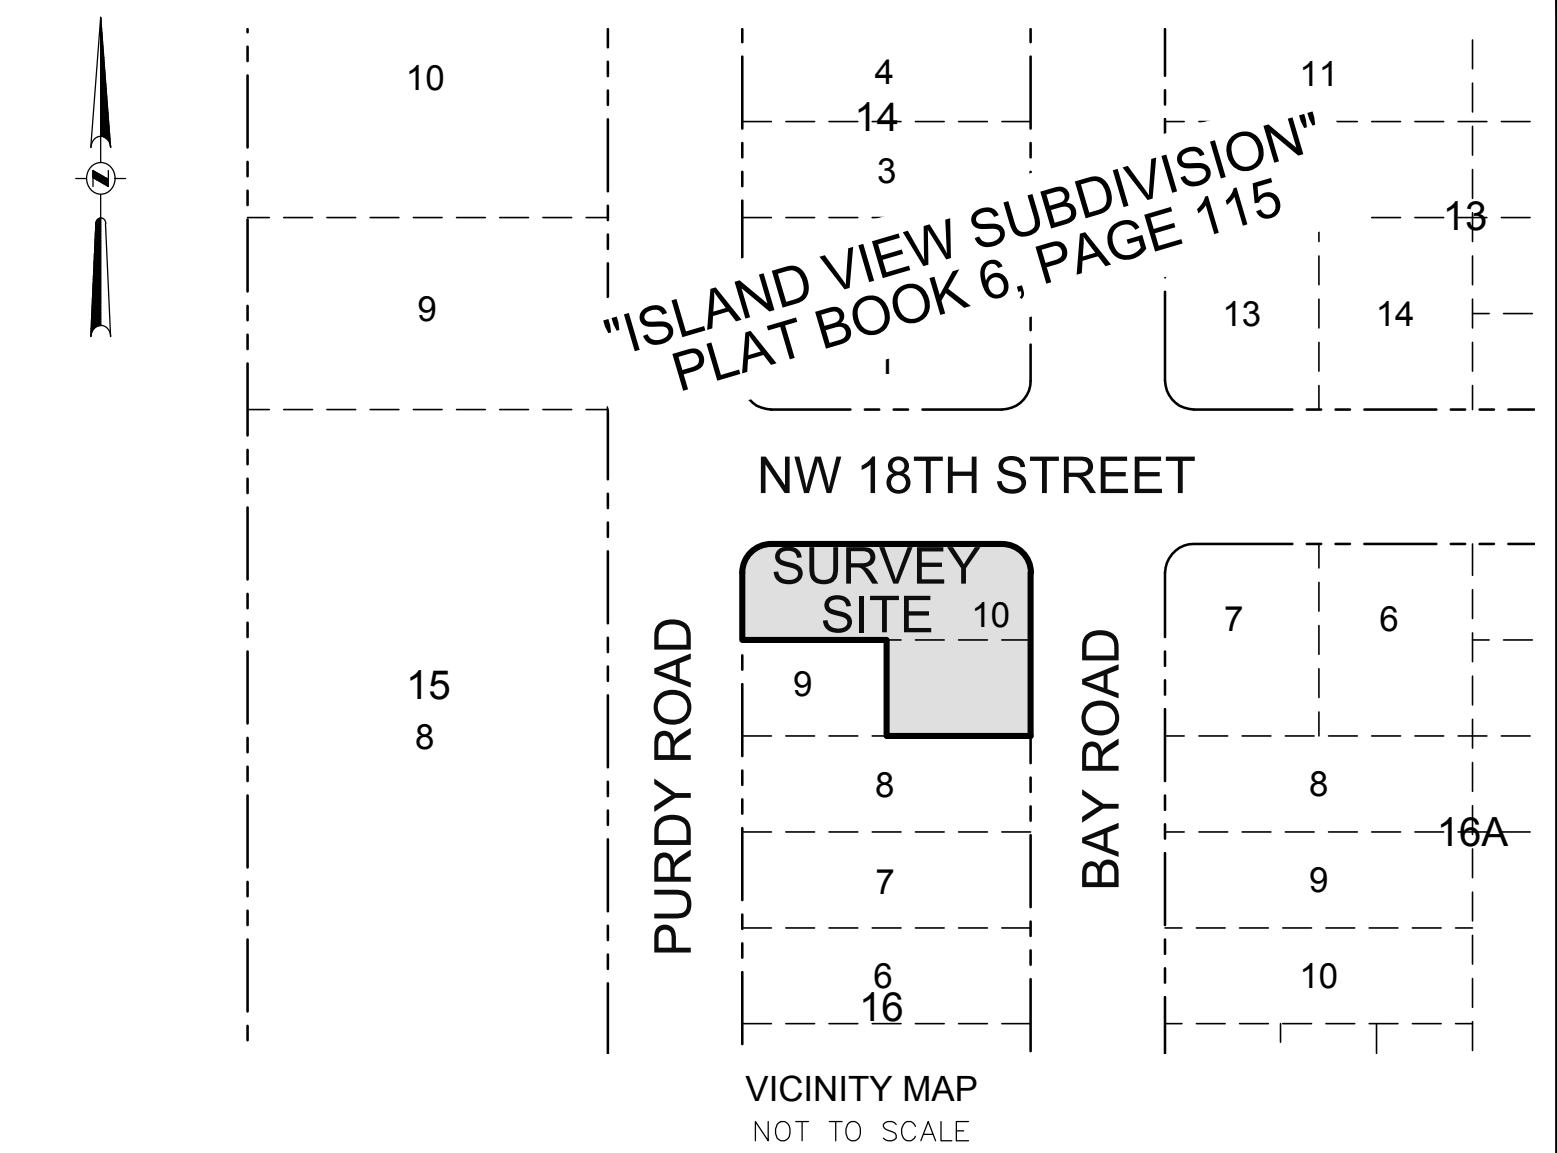 10
4
11
14
3
13
"ISLAND VIEW SUBDIVISION"
PLAT BOOK 6, PAGE 115
9
13
14
NW 18TH STREET
SURVEY
SITE
10
7
6
9
15
8
PURDY ROAD
BAY ROAD
8
8
16A
7
9
6
16
10
VICINITY MAP
NOT TO SCALE